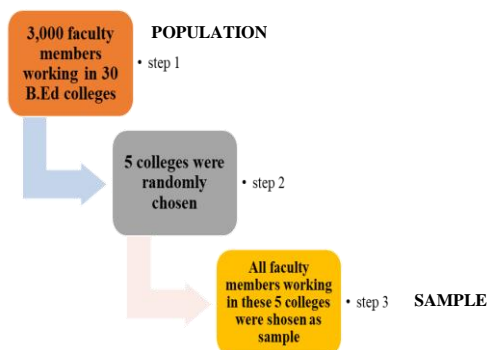 3,000 faculty
members
working in 30
B.Ed colleges
POPULATION
• step 1
5 colleges were
randomly
chosen
• step 2
All faculty
members working
in these 5 colleges
were shosen as
sample
• step 3
SAMPLE